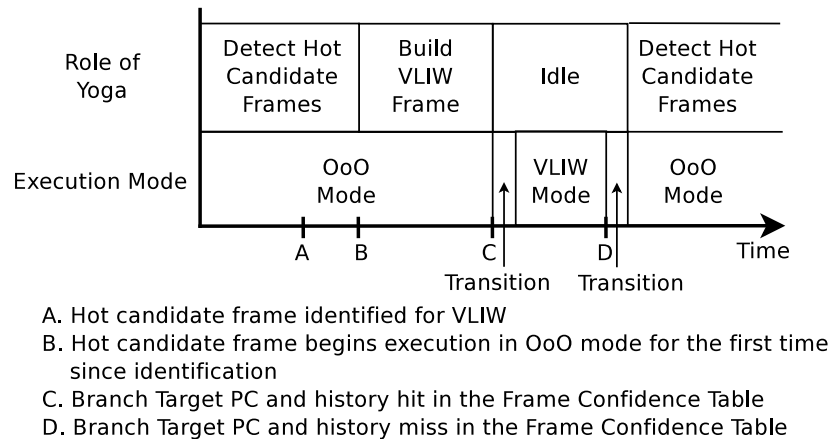 Role of
Yoga
Detect Hot
Candidate
Frames
Build
VLIW
Frame
Idle
Detect Hot
Candidate
Frames
Execution Mode
OoO
Mode
VLIW
Mode
OoO
Mode
A
B
C
D
Time
Transition
Transition
A. Hot candidate frame identified for VLIW
B. Hot candidate frame begins execution in OoO mode for the first time
since identification
C. Branch Target PC and history hit in the Frame Confidence Table
D. Branch Target PC and history miss in the Frame Confidence Table